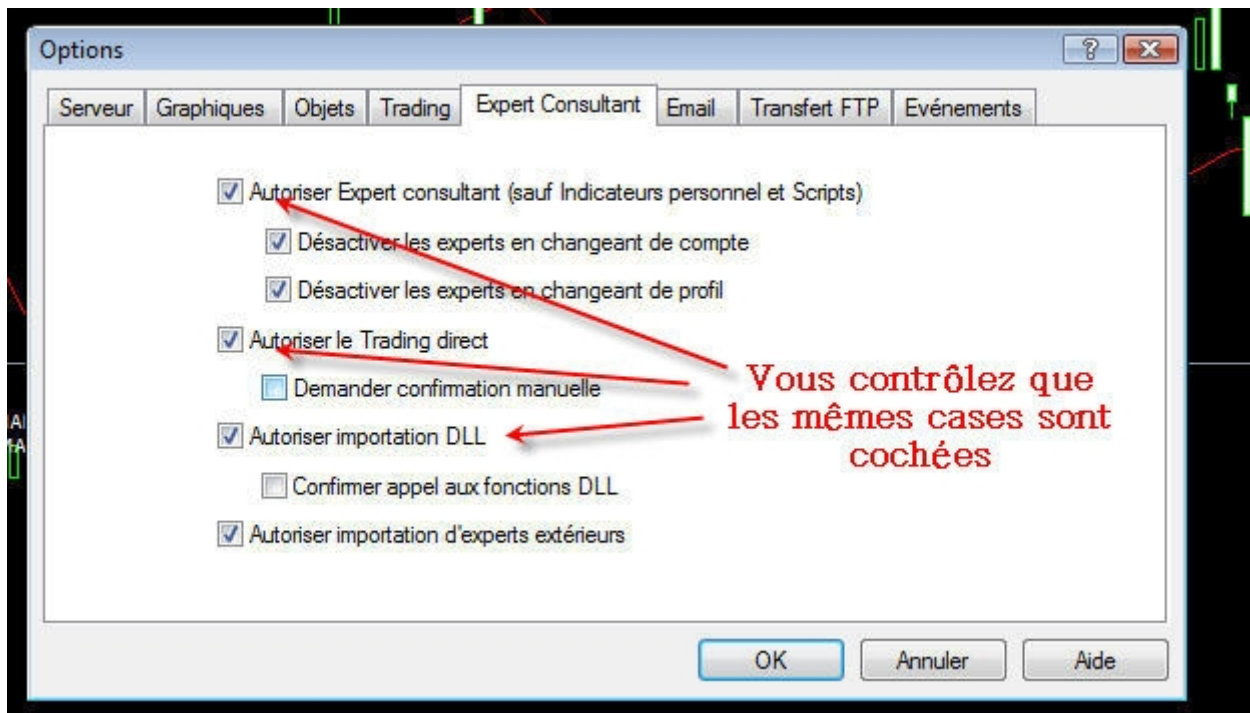 Options
Serveur Graphiques Objets Trading Expert Consultant Email Transfert FTP Evénements
Autoriser Expert consultant (sauf Indicateurs personnel et Scripts)
Désactiver les experts en changeant de compte
Désactiver les experts en changeant de profil
Autoriser le Trading direct
Demander confirmation manuelle
Autoriser importation DLL
Confirmer appel aux fonctions DLL
Autoriser importation d'experts extérieurs
Vous contrôlez que
les mêmes cases sont
cochées
OK Annuler Aide